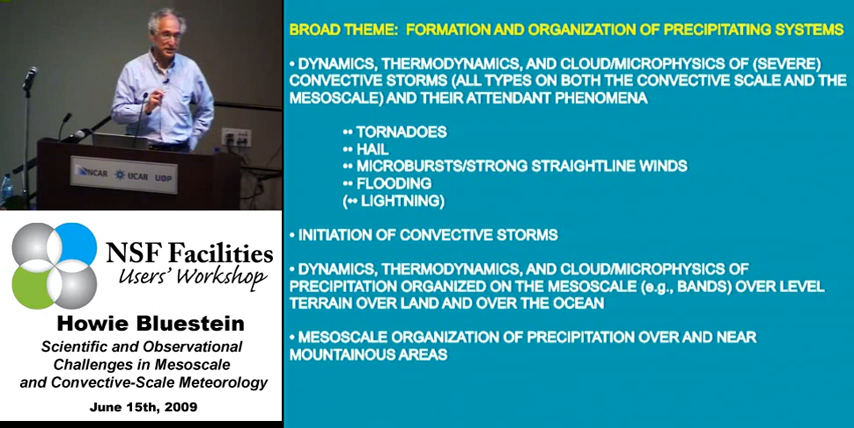 NCAR UCAR UOP
NSF Facilities
Users' Workshop
Howie Bluestein
Scientific and Observational
Challenges in Mesoscale
and Convective-Scale Meteorology
June 15th, 2009
BROAD THEME: FORMATION AND ORGANIZATION OF PRECIPITATING SYSTEMS
• DYNAMICS, THERMODYNAMICS, AND CLOUD/MICROPHYSICS OF (SEVERE)
CONVECTIVE STORMS (ALL TYPES ON BOTH THE CONVECTIVE SCALE AND THE
MESOSCALE) AND THEIR ATTENDANT PHENOMENA
•• TORNADOES
•• HAIL
•• MICROBURSTS/STRONG STRAIGHTLINE WINDS
•• FLOODING
(•• LIGHTNING)
• INITIATION OF CONVECTIVE STORMS
• DYNAMICS, THERMODYNAMICS, AND CLOUD/MICROPHYSICS OF
PRECIPITATION ORGANIZED ON THE MESOSCALE (e.g., BANDS) OVER LEVEL
TERRAIN OVER LAND AND OVER THE OCEAN
• MESOSCALE ORGANIZATION OF PRECIPITATION OVER AND NEAR
MOUNTAINOUS AREAS